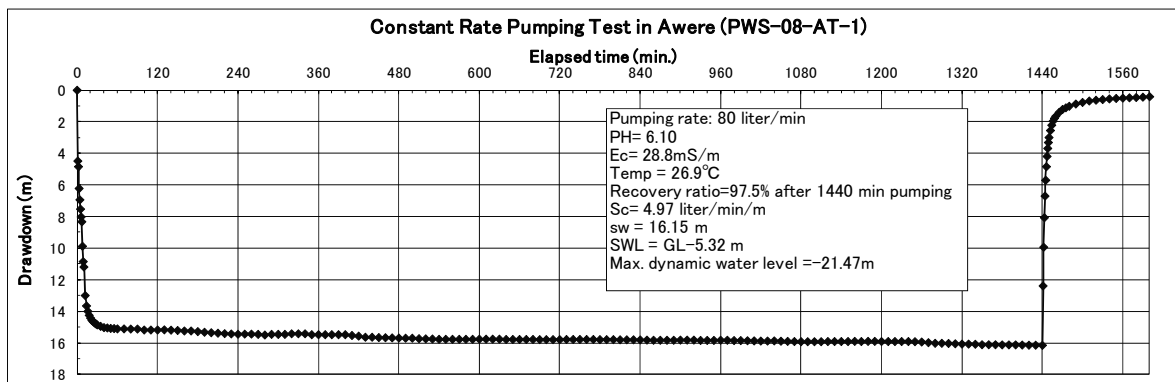 Constant Rate Pumping Test in Awere (PWS-08-AT-1)
Elapsed time (min.)
0 120 240 360 480 600 720 840 960 1080 1200 1320 1440 1560
Drawdown (m)
0
2
4
6
8
10
12
14
16
18
Pumping rate: 80 liter/min
PH= 6.10
Ec= 28.8mS/m
Temp = 26.9℃
Recovery ratio=97.5% after 1440 min pumping
Sc= 4.97 liter/min/m
sw = 16.15 m
SWL = GL-5.32 m
Max. dynamic water level =-21.47m